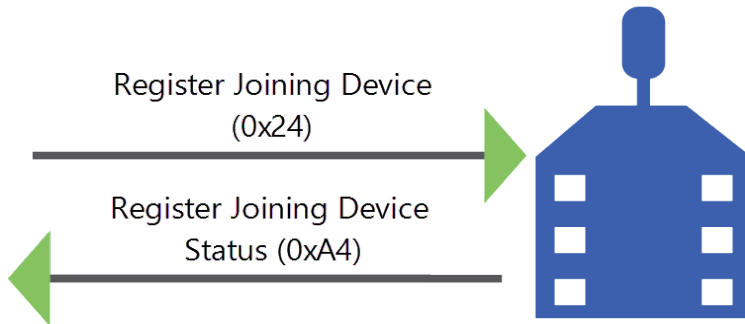 Register Joining Device
(0x24)
Register Joining Device
Status (0xA4)